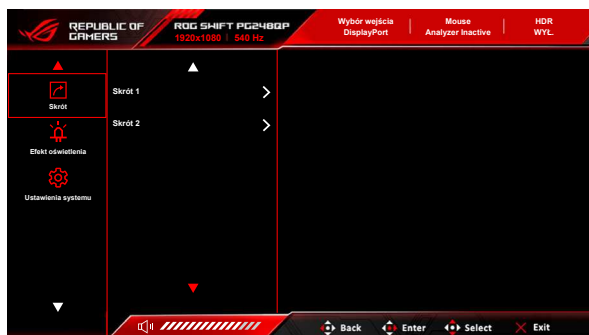 REPUBLIC OF
GAMERS
ROG SHIFT PG248QP
1920x1080 | 540 Hz
Wybór wejścia
DisplayPort
Mouse
Analyzer Inactive
HDR
WYŁ.
Skrót
Efekt oświetlenia
Ustawienia systemu
Skrót 1
Skrót 2
Back
Enter
Select
Exit